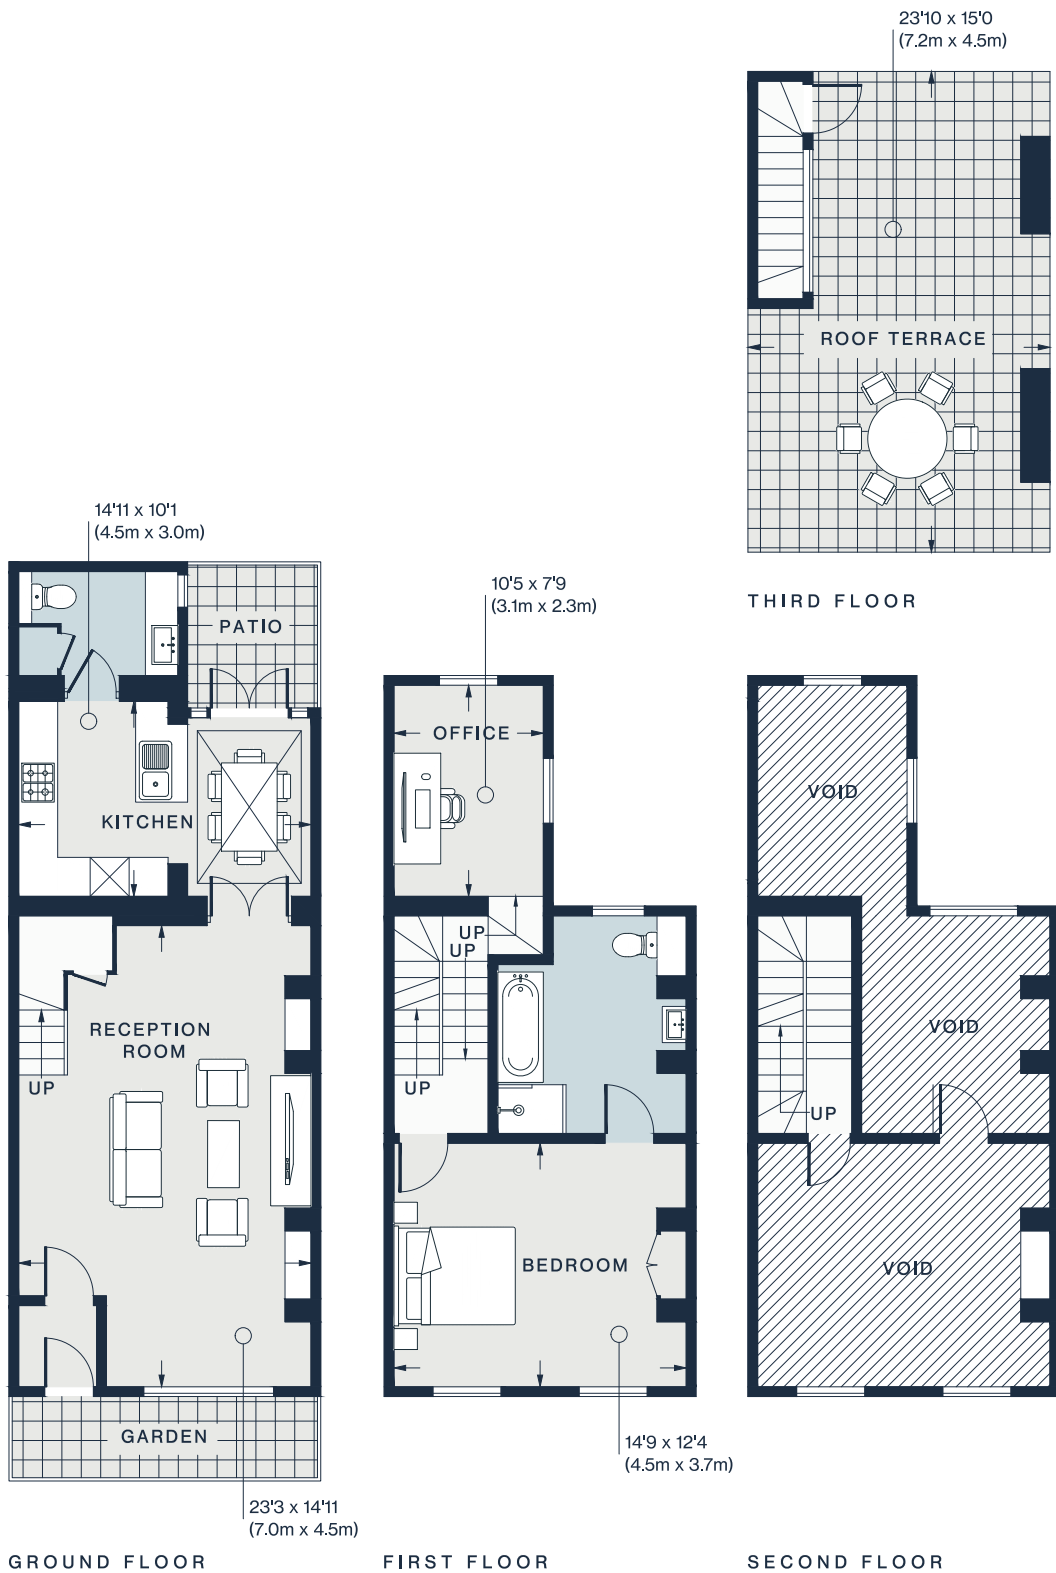 23'10 x 15'0
(7.2m x 4.5m)
ROOF TERRACE
THIRD FLOOR
14'11 x 10'1
(4.5m x 3.0m)
PATIO
KITCHEN
RECEPTION
ROOM
UP
GARDEN
23'3 x 14'11
(7.0m x 4.5m)
GROUND FLOOR
10'5 x 7'9
(3.1m x 2.3m)
OFFICE
UP
UP
UP
BEDROOM
14'9 x 12'4
(4.5m x 3.7m)
FIRST FLOOR
VOID
VOID
UP
VOID
SECOND FLOOR